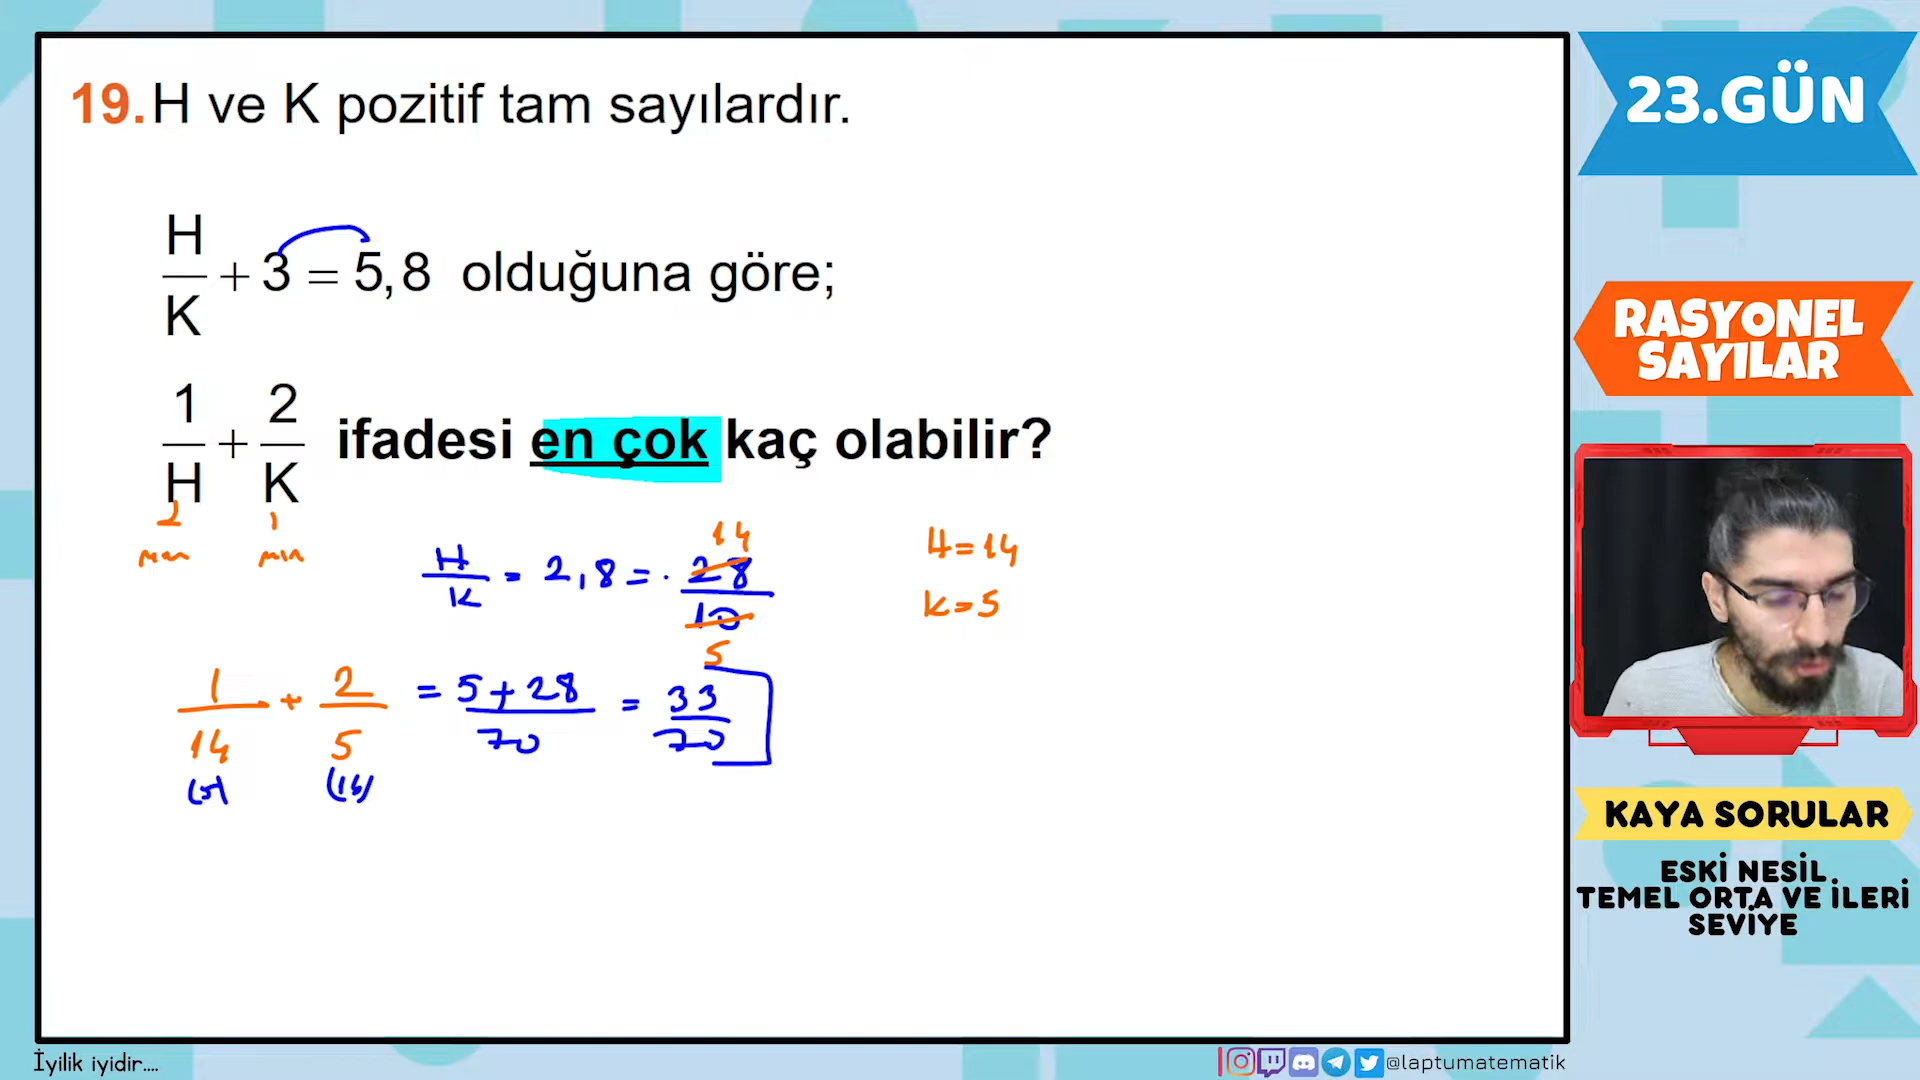 19. H ve K pozitif tam sayılardır.
H/K + 3 = 5,8 olduğuna göre;
1/H + 2/K ifadesi en çok kaç olabilir?
min
H/K = 2,8 = 28/10
14
5
H = 14
K = 5
1/14 + 2/5 = 5+28/70 = 33/70
(5)
23.GÜN
RASYONEL
SAYILAR
KAYA SORULAR
ESKİ NESİL
TEMEL ORTA VE İLERİ
SEVİYE
İyilik iyidir....
@laptumatematik